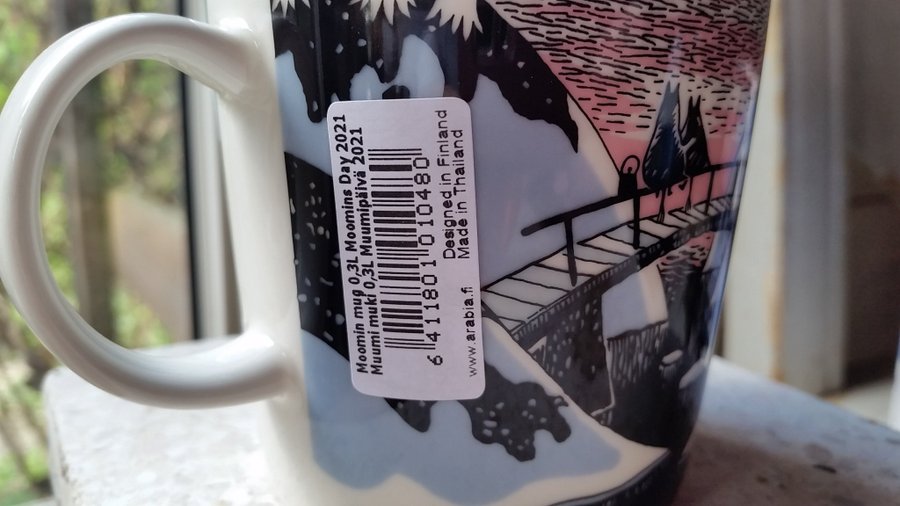 Moomin mug 0,3L Moomins Day 2021
Muumi muki 0,3L Muumipäivä 2021
6 411801 010480
Designed in Finland
Made in Thailand
www.arabia.fi